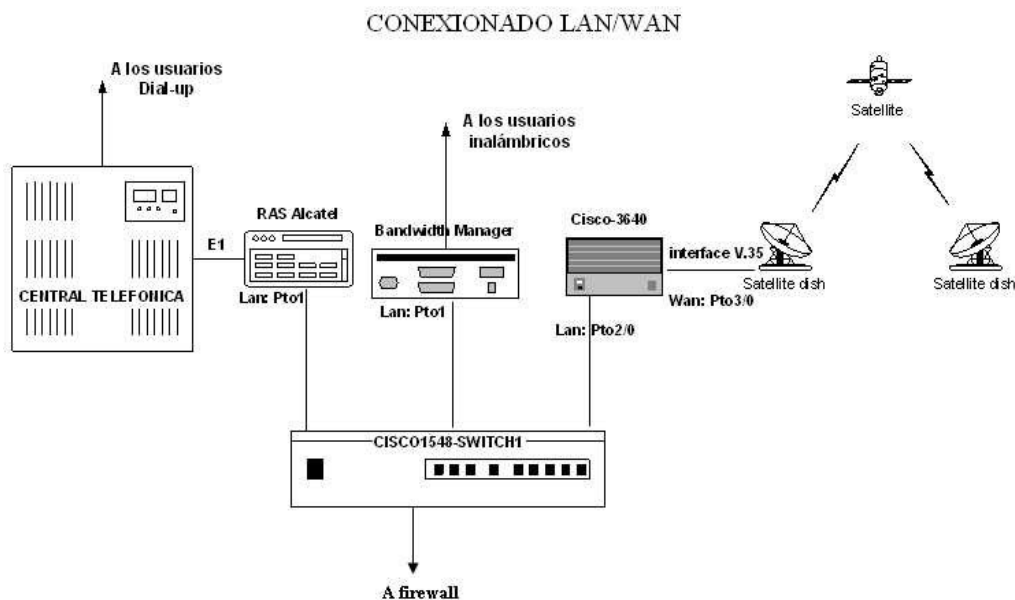 CONEXIONADO LAN/WAN
A los usuarios
Dial-up
A los usuarios
inalámbricos
Satellite
RAS Alcatel
Bandwidth Manager
Cisco-3640
E1
interface V.35
CENTRAL TELEFONICA
Lan: Pto1
Lan: Pto1
Wan: Pto3/0
Satellite dish
Satellite dish
Lan: Pto2/0
CISCO1548-SWITCH1
A firewall